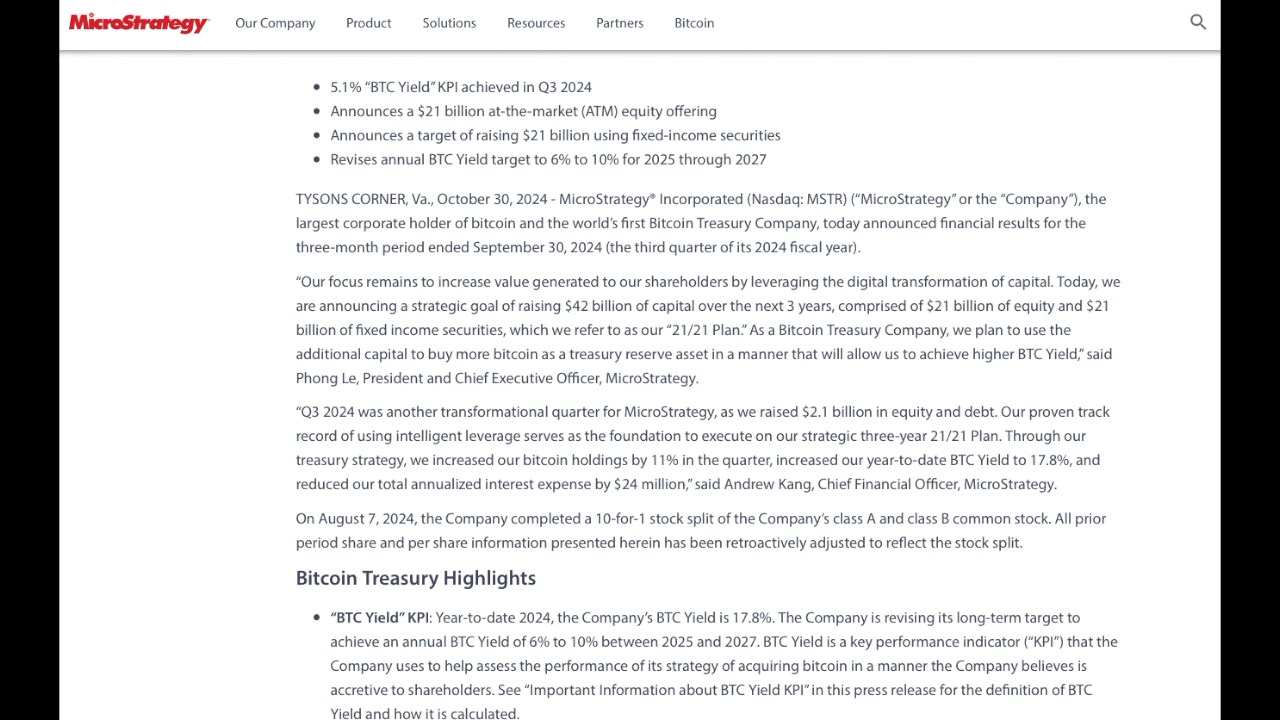 MicroStrategy Our Company Product Solutions Resources Partners Bitcoin
• 5.1% “BTC Yield” KPI achieved in Q3 2024
• Announces a $21 billion at-the-market (ATM) equity offering
• Announces a target of raising $21 billion using fixed-income securities
• Revises annual BTC Yield target to 6% to 10% for 2025 through 2027
TYSONS CORNER, Va., October 30, 2024 - MicroStrategy® Incorporated (Nasdaq: MSTR) (“MicroStrategy” or the “Company”), the
largest corporate holder of bitcoin and the world’s first Bitcoin Treasury Company, today announced financial results for the
three-month period ended September 30, 2024 (the third quarter of its 2024 fiscal year).
“Our focus remains to increase value generated to our shareholders by leveraging the digital transformation of capital. Today, we
are announcing a strategic goal of raising $42 billion of capital over the next 3 years, comprised of $21 billion of equity and $21
billion of fixed income securities, which we refer to as our “21/21 Plan.” As a Bitcoin Treasury Company, we plan to use the
additional capital to buy more bitcoin as a treasury reserve asset in a manner that will allow us to achieve higher BTC Yield,” said
Phong Le, President and Chief Executive Officer, MicroStrategy.
“Q3 2024 was another transformational quarter for MicroStrategy, as we raised $2.1 billion in equity and debt. Our proven track
record of using intelligent leverage serves as the foundation to execute on our strategic three-year 21/21 Plan. Through our
treasury strategy, we increased our bitcoin holdings by 11% in the quarter, increased our year-to-date BTC Yield to 17.8%, and
reduced our total annualized interest expense by $24 million,” said Andrew Kang, Chief Financial Officer, MicroStrategy.
On August 7, 2024, the Company completed a 10-for-1 stock split of the Company’s class A and class B common stock. All prior
period share and per share information presented herein has been retroactively adjusted to reflect the stock split.
Bitcoin Treasury Highlights
• “BTC Yield” KPI: Year-to-date 2024, the Company’s BTC Yield is 17.8%. The Company is revising its long-term target to
achieve an annual BTC Yield of 6% to 10% between 2025 and 2027. BTC Yield is a key performance indicator (“KPI”) that the
Company uses to help assess the performance of its strategy of acquiring bitcoin in a manner the Company believes is
accretive to shareholders. See “Important Information about BTC Yield KPI” in this press release for the definition of BTC
Yield and how it is calculated.